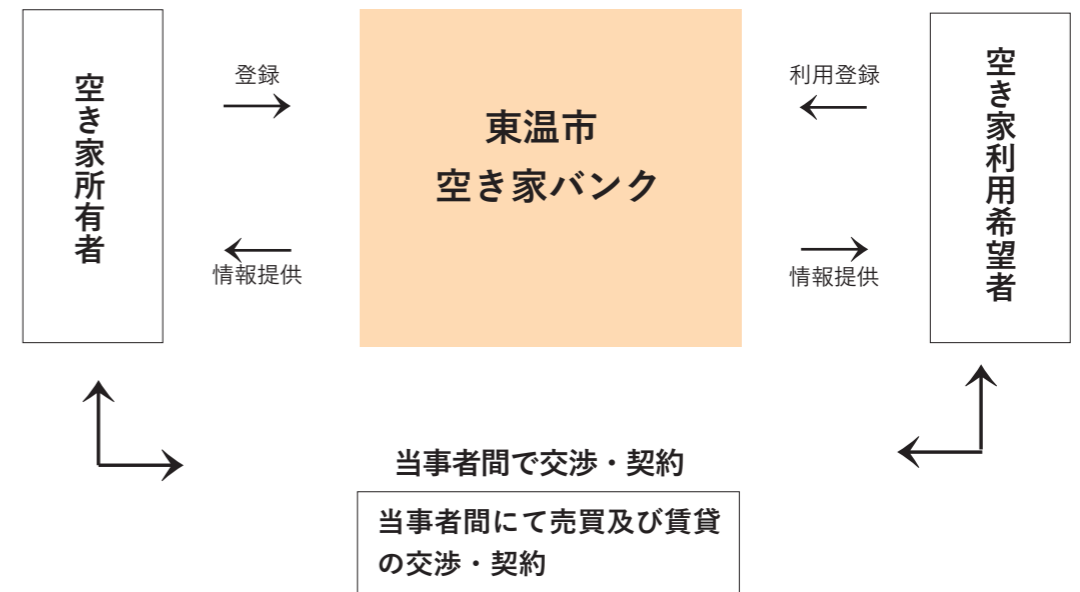 空き家所有者
登録
情報提供
東温市
空き家バンク
利用登録
情報提供
空き家利用希望者
当事者間で交渉・契約
当事者間にて売買及び賃貸
の交渉・契約